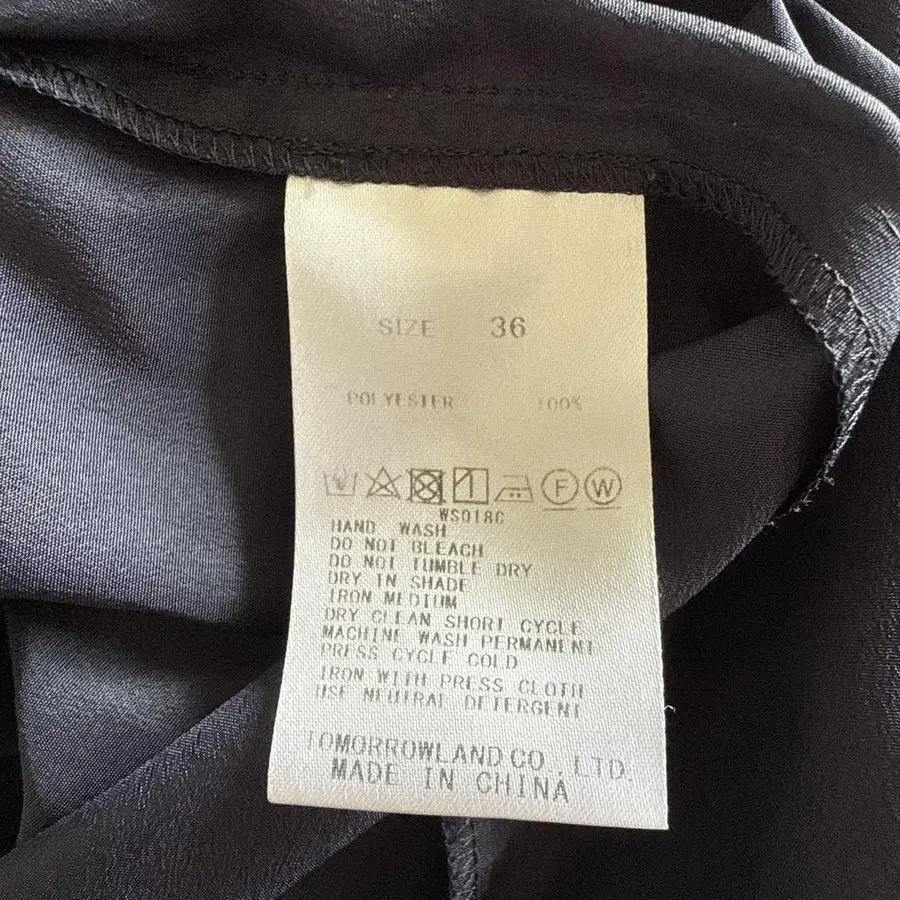 SIZE 36
POLYESTER 100%
F W
WS018C
HAND WASH
DO NOT BLEACH
DO NOT TUMBLE DRY
DRY IN SHADE
IRON MEDIUM
DRY CLEAN SHORT CYCLE
MACHINE WASH PERMANENT
PRESS CYCLE COLD
IRON WITH PRESS CLOTH
USE NEUTRAL DETERGENT
TOMORROWLAND CO., LTD.
MADE IN CHINA